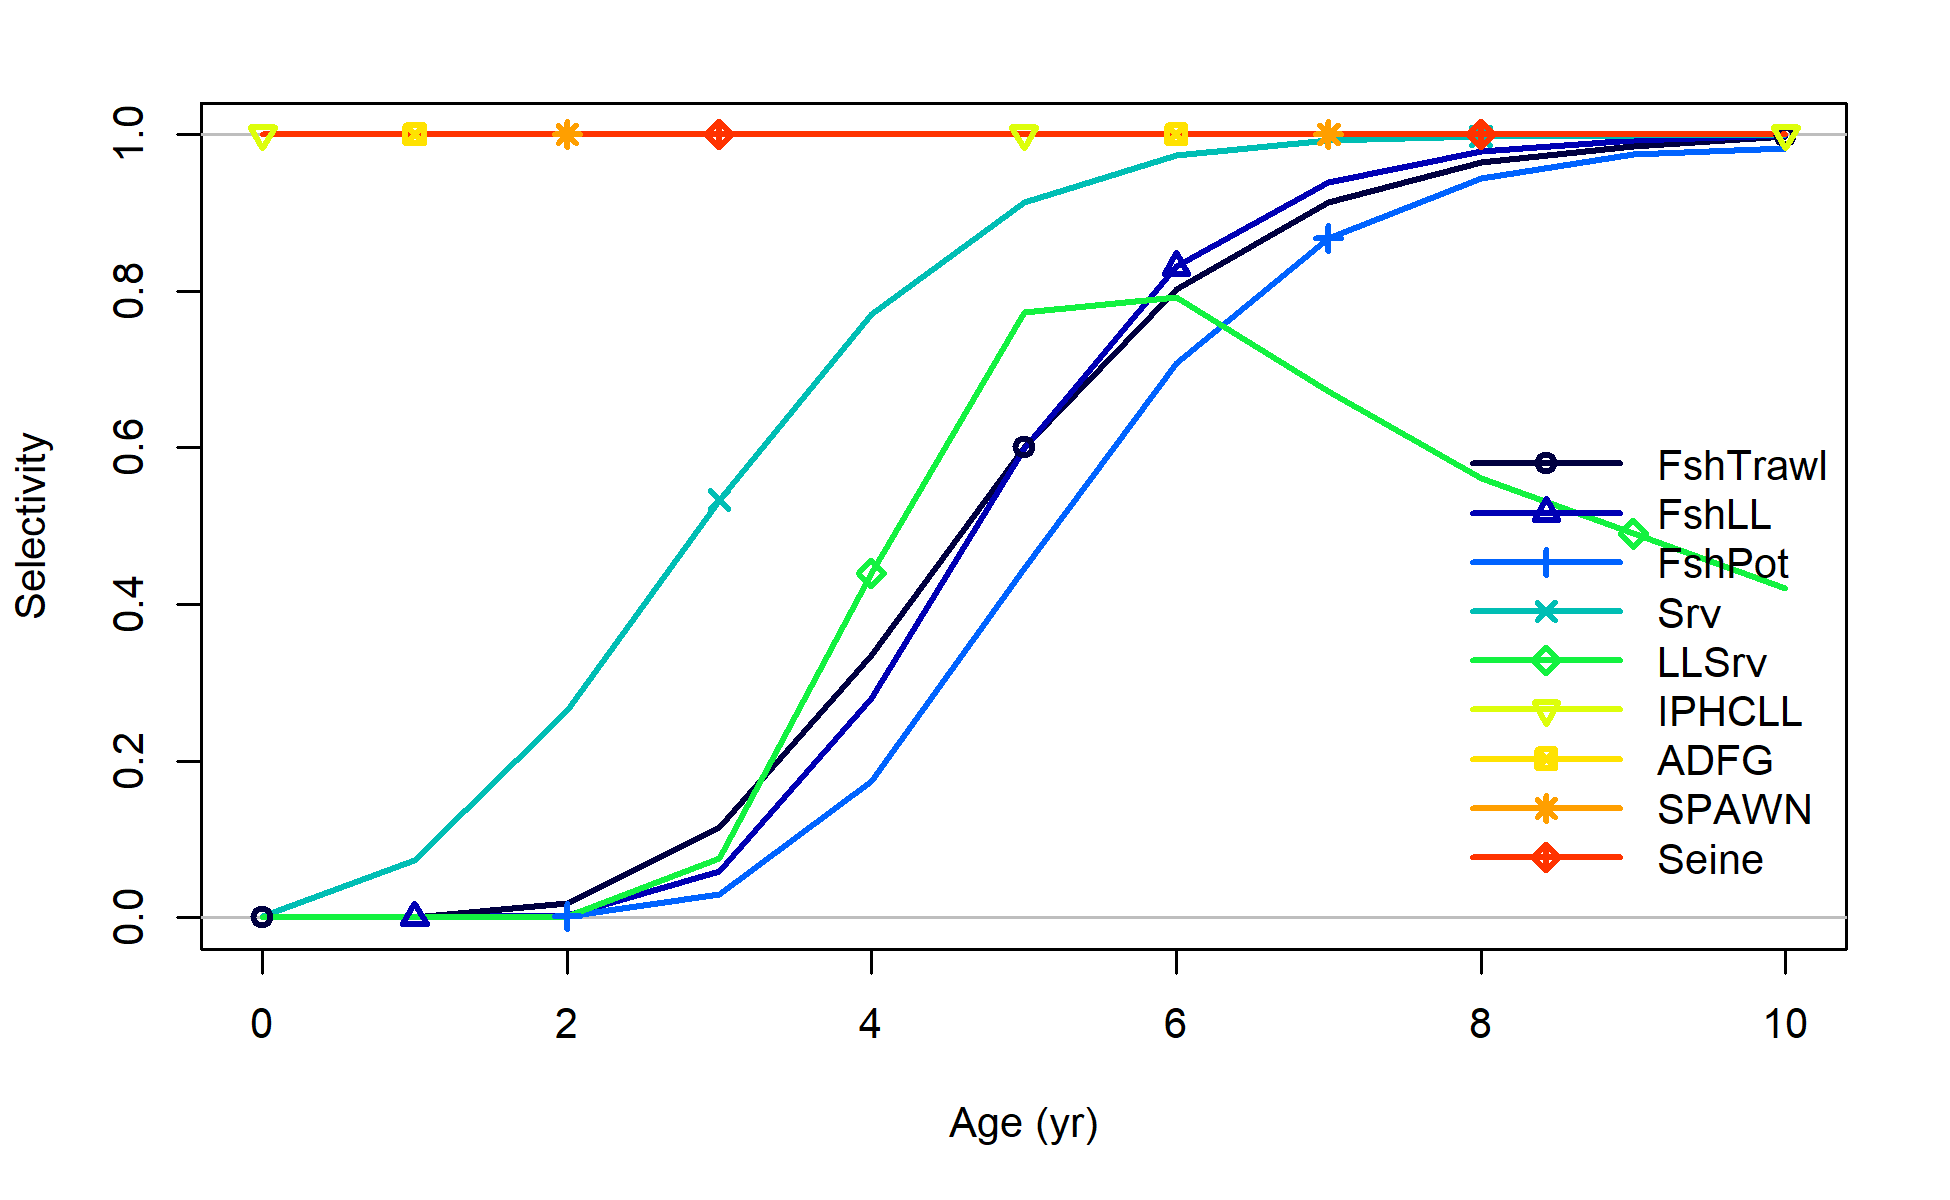 Selectivity
1.0
0.8
0.6
0.4
0.2
0.0
FshTrawl
FshLL
FshPot
Srv
LLSrv
IPHCLL
ADFG
SPAWN
Seine
0 2 4 6 8 10
Age (yr)